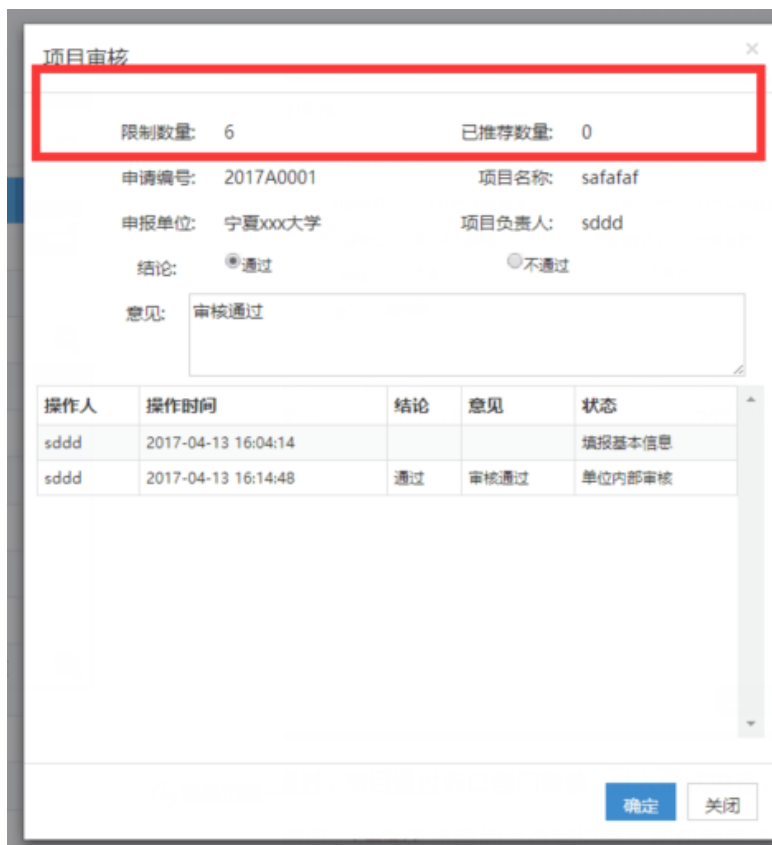 项目审核 ×
限制数量: 6 已推荐数量: 0
申请编号: 2017A0001 项目名称: safafaf
申报单位: 宁夏xxx大学 项目负责人: sddd
结论: 通过 不通过
意见: 审核通过
操作人 操作时间 结论 意见 状态
sddd 2017-04-13 16:04:14 填报基本信息
sddd 2017-04-13 16:14:48 通过 审核通过 单位内部审核
确定 关闭